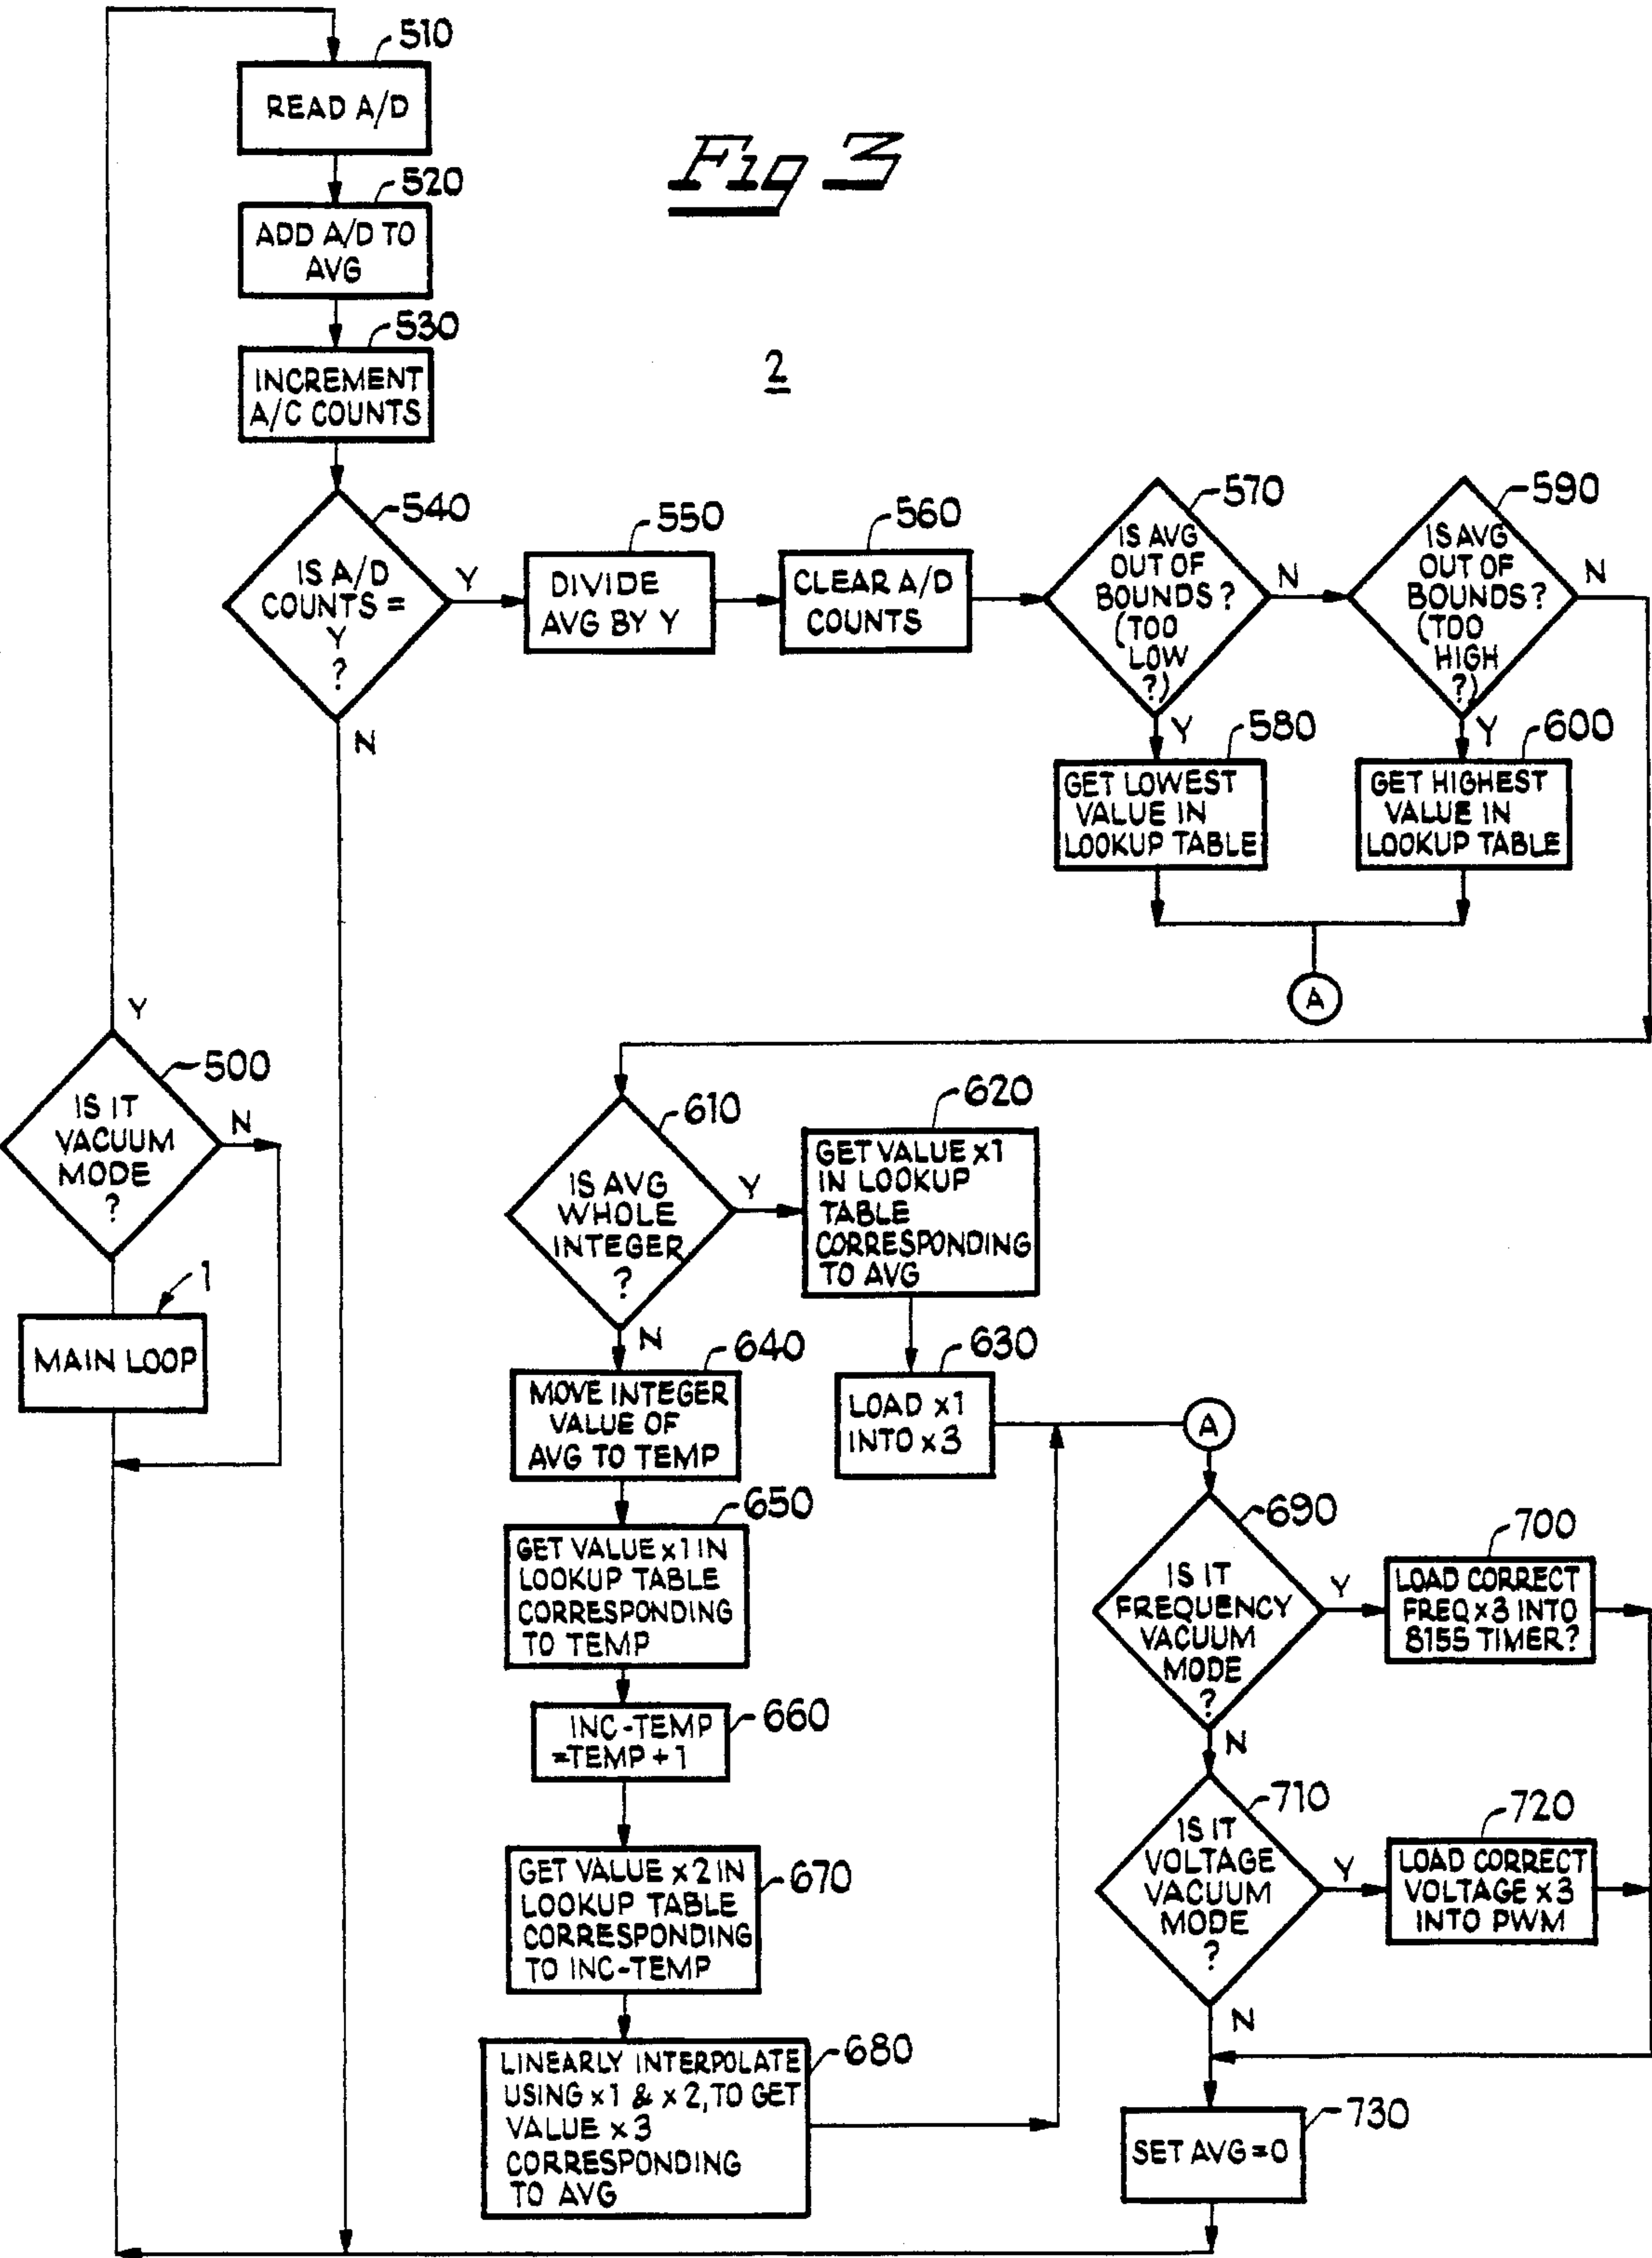 510
READ A/D
Fig 3
520
ADD A/D TO
AVG
530
INCREMENT
A/C COUNTS
2
540
IS A/D
COUNTS =
Y
?
Y
N
550
DIVIDE
AVG BY Y
560
CLEAR A/D
COUNTS
570
IS AVG
OUT OF
BOUNDS?
(TOO
LOW
?)
N
Y
590
IS AVG
OUT OF
BOUNDS?
(TOO
HIGH
?)
N
Y
580
GET LOWEST
VALUE IN
LOOKUP TABLE
600
GET HIGHEST
VALUE IN
LOOKUP TABLE
A
Y
500
IS IT
VACUUM
MODE
?
N
1
MAIN LOOP
610
IS AVG
WHOLE
INTEGER
?
Y
N
620
GET VALUE x1
IN LOOKUP
TABLE
CORRESPONDING
TO AVG
630
LOAD x1
INTO x3
640
MOVE INTEGER
VALUE OF
AVG TO TEMP
650
GET VALUE x1 IN
LOOKUP TABLE
CORRESPONDING
TO TEMP
660
INC-TEMP
=TEMP+1
670
GET VALUE x2 IN
LOOKUP TABLE
CORRESPONDING
TO INC-TEMP
680
LINEARLY INTERPOLATE
USING x1 & x2, TO GET
VALUE x3
CORRESPONDING
TO AVG
A
690
IS IT
FREQUENCY
VACUUM
MODE
?
Y
N
700
LOAD CORRECT
FREQ x3 INTO
8155 TIMER?
710
IS IT
VOLTAGE
VACUUM
MODE
?
Y
N
720
LOAD CORRECT
VOLTAGE x3
INTO PWM
730
SET AVG=0